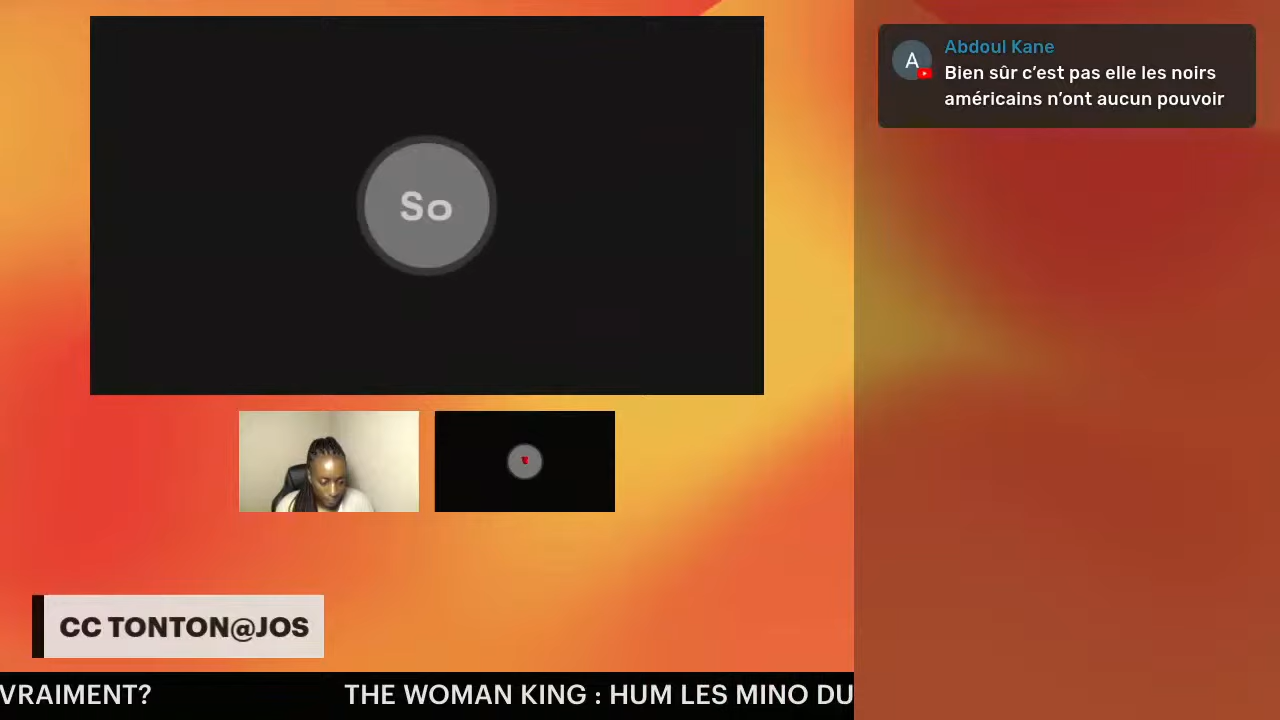 So
A
Abdoul Kane
Bien sûr c’est pas elle les noirs
américains n’ont aucun pouvoir
CC TONTON@JOS
VRAIMENT? THE WOMAN KING : HUM LES MINO DU